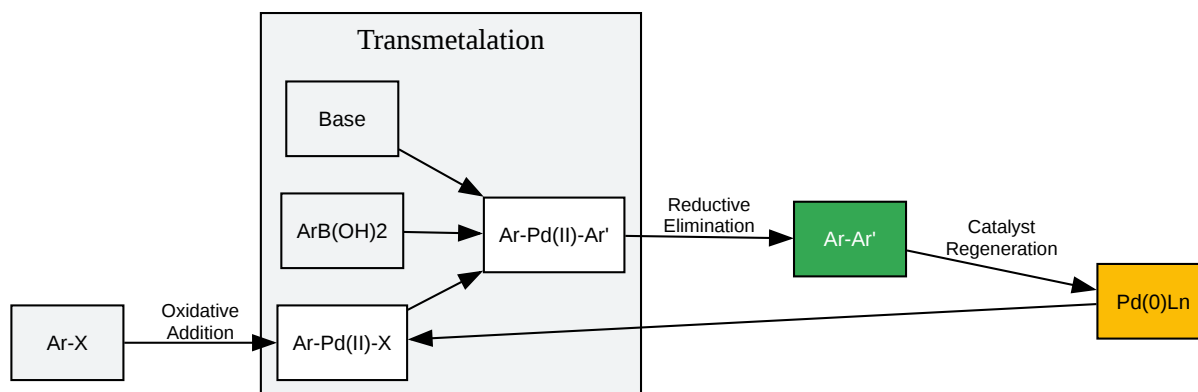 Transmetalation
Base
ArB(OH)2
Ar-Pd(II)-Ar'
Reductive
Elimination
Ar-Ar'
Catalyst
Regeneration
Pd(0)Ln
Ar-X
Oxidative
Addition
Ar-Pd(II)-X